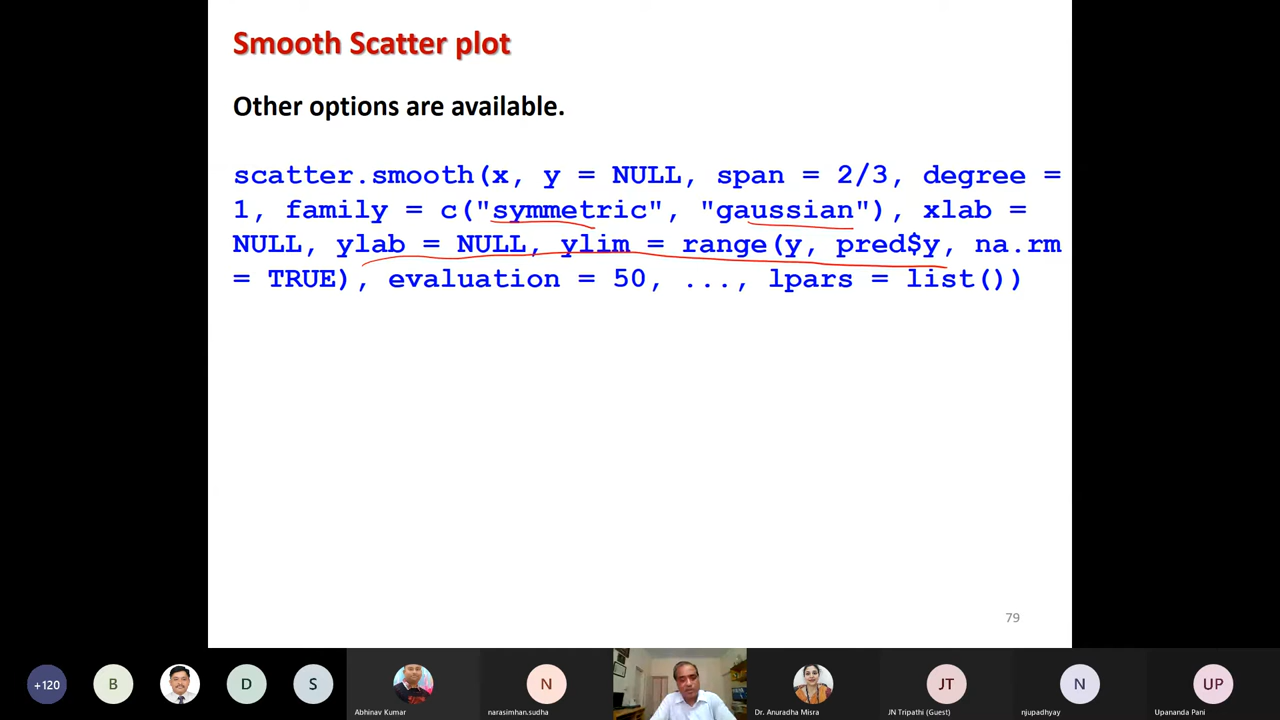 Smooth Scatter plot
Other options are available.
scatter.smooth(x, y = NULL, span = 2/3, degree =
1, family = c("symmetric", "gaussian"), xlab =
NULL, ylab = NULL, ylim = range(y, pred$y, na.rm
= TRUE), evaluation = 50, ..., lpars = list())
79
+120
B
D
S
Abhinav Kumar
N
narasimhan.sudha
Dr. Anuradha Misra
JT
JN Tripathi (Guest)
N
njupadhyay
UP
Upananda Pani